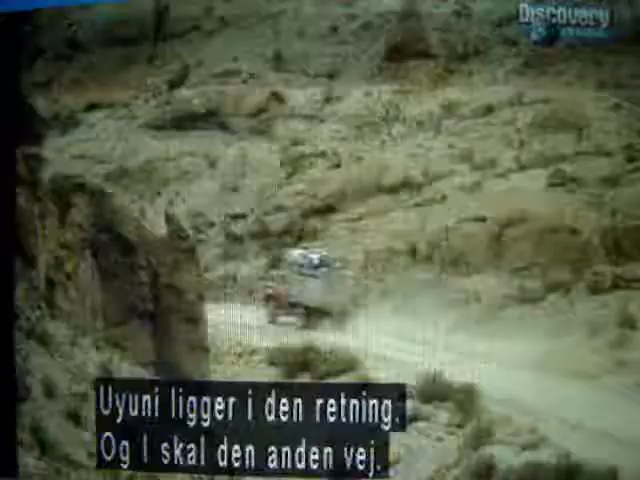 Discovery
Uyuni ligger i den retning.
Og I skal den anden vej.